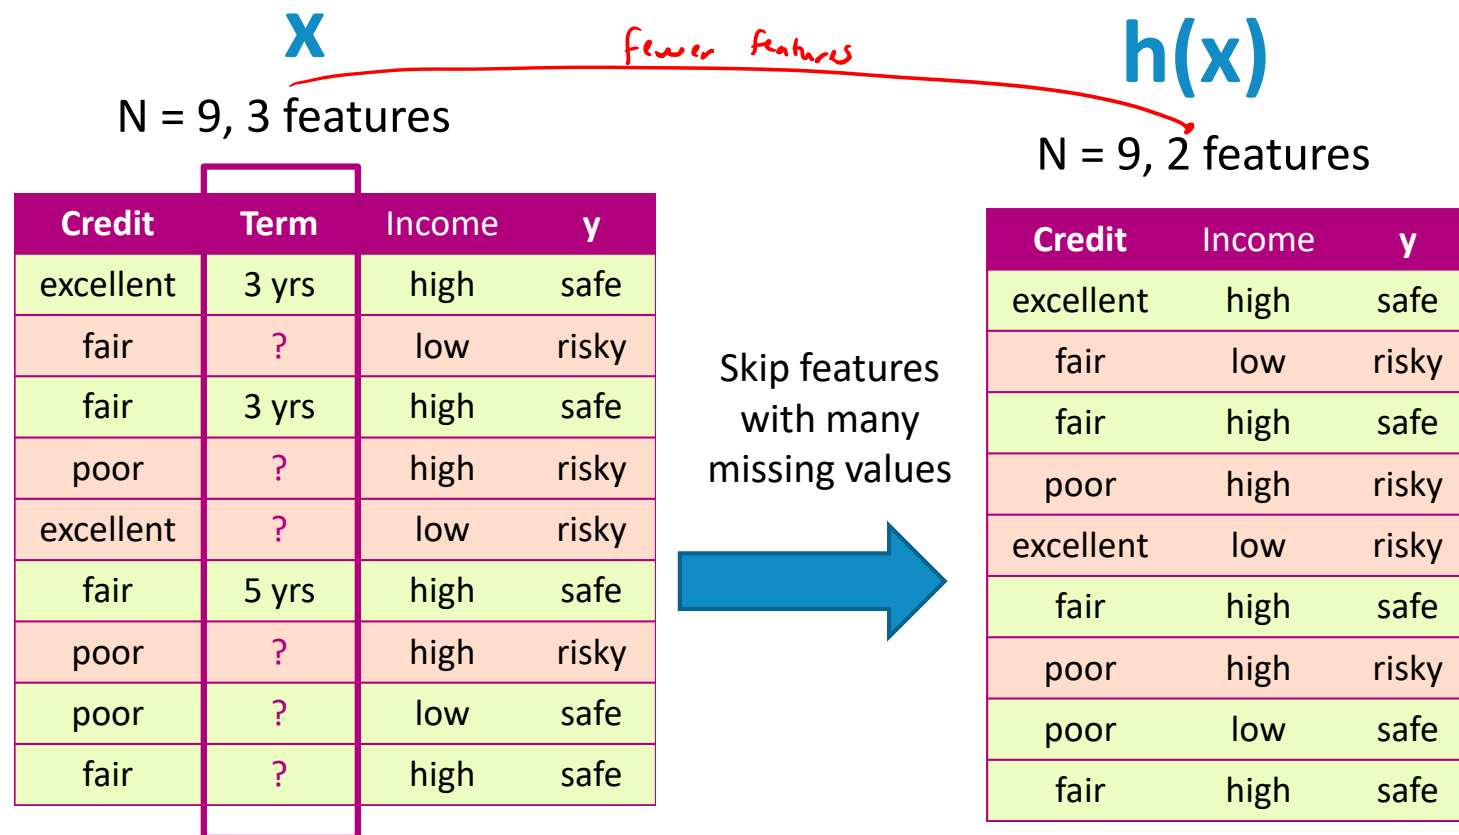 x
fewer features
h(x)
N = 9, 3 features
N = 9, 2 features
Credit Term Income y
excellent 3 yrs high safe
fair ? low risky
fair 3 yrs high safe
poor ? high risky
excellent ? low risky
fair 5 yrs high safe
poor ? high risky
poor ? low safe
fair ? high safe
Skip features
with many
missing values
Credit Income y
excellent high safe
fair low risky
fair high safe
poor high risky
excellent low risky
fair high safe
poor high risky
poor low safe
fair high safe